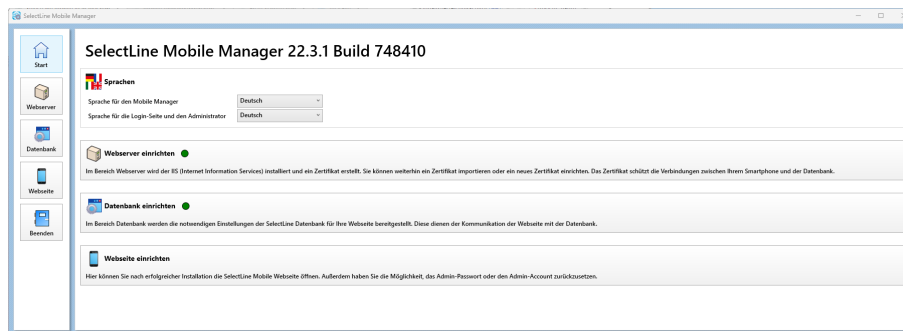 SelectLine Mobile Manager
Start
Webserver
Datenbank
Webseite
Beenden
SelectLine Mobile Manager 22.3.1 Build 748410
Sprachen
Sprache für den Mobile Manager Deutsch
Sprache für die Login-Seite und den Administrator Deutsch
Webserver einrichten
Im Bereich Webserver wird der IIS (Internet Information Services) installiert und ein Zertifikat erstellt. Sie können weiterhin ein Zertifikat importieren oder ein neues Zertifikat einrichten. Das Zertifikat schützt die Verbindungen zwischen Ihrem Smartphone und der Datenbank.
Datenbank einrichten
Im Bereich Datenbank werden die notwendigen Einstellungen der SelectLine Datenbank für Ihre Webseite bereitgestellt. Diese dienen der Kommunikation der Webseite mit der Datenbank.
Webseite einrichten
Hier können Sie nach erfolgreicher Installation die SelectLine Mobile Webseite öffnen. Außerdem haben Sie die Möglichkeit, das Admin-Passwort oder den Admin-Account zurückzusetzen.